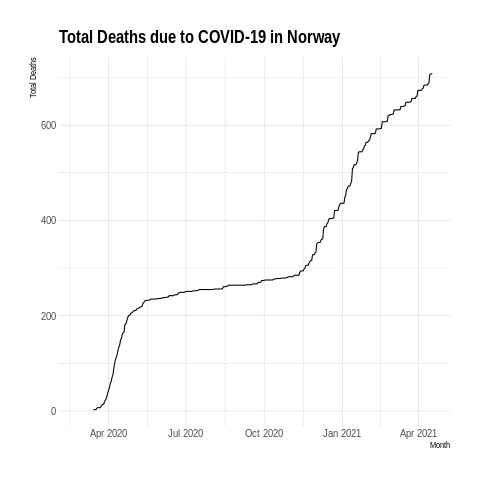 Total Deaths due to COVID-19 in Norway
Total Deaths
600
400
200
0
Apr 2020 Jul 2020 Oct 2020 Jan 2021 Apr 2021
Month